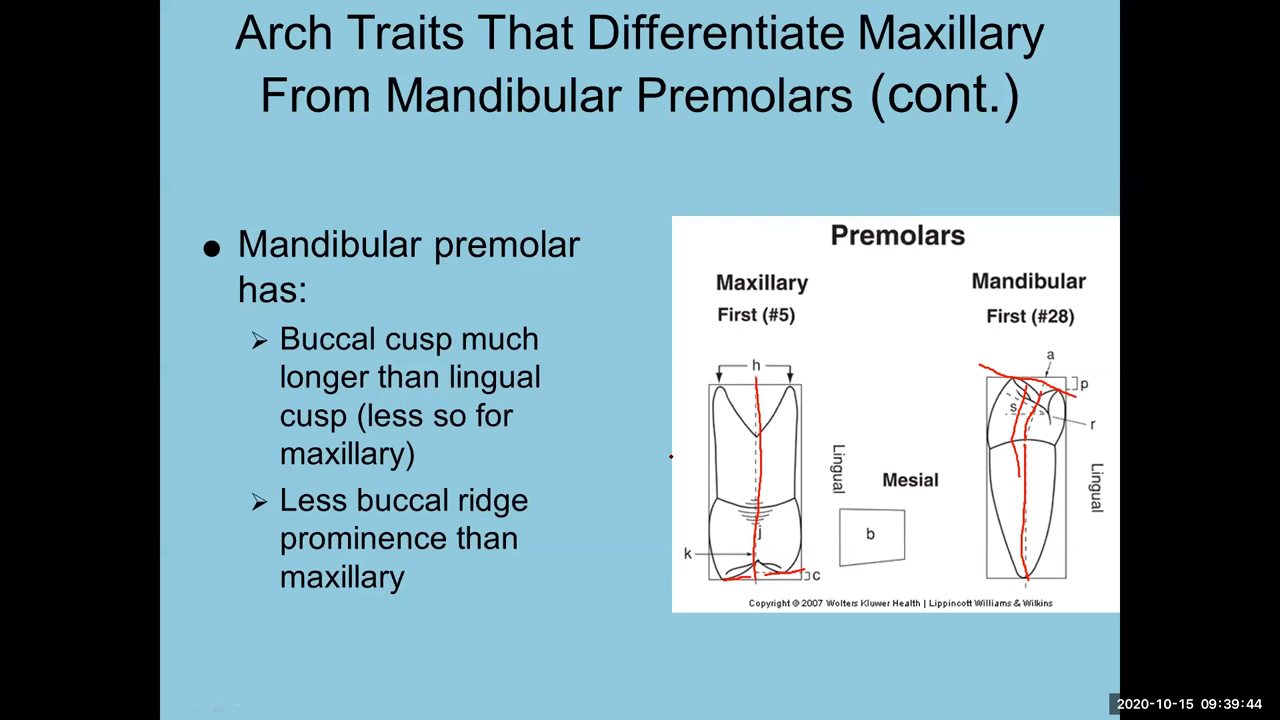 Arch Traits That Differentiate Maxillary
From Mandibular Premolars (cont.)
● Mandibular premolar
has:
➢ Buccal cusp much
longer than lingual
cusp (less so for
maxillary)
➢ Less buccal ridge
prominence than
maxillary
Premolars
Maxillary
First (#5)
Mandibular
First (#28)
h
a
p
s
r
Lingual
Mesial
Lingual
j
b
k
c
Copyright © 2007 Wolters Kluwer Health | Lippincott Williams & Wilkins
2020-10-15 09:39:44